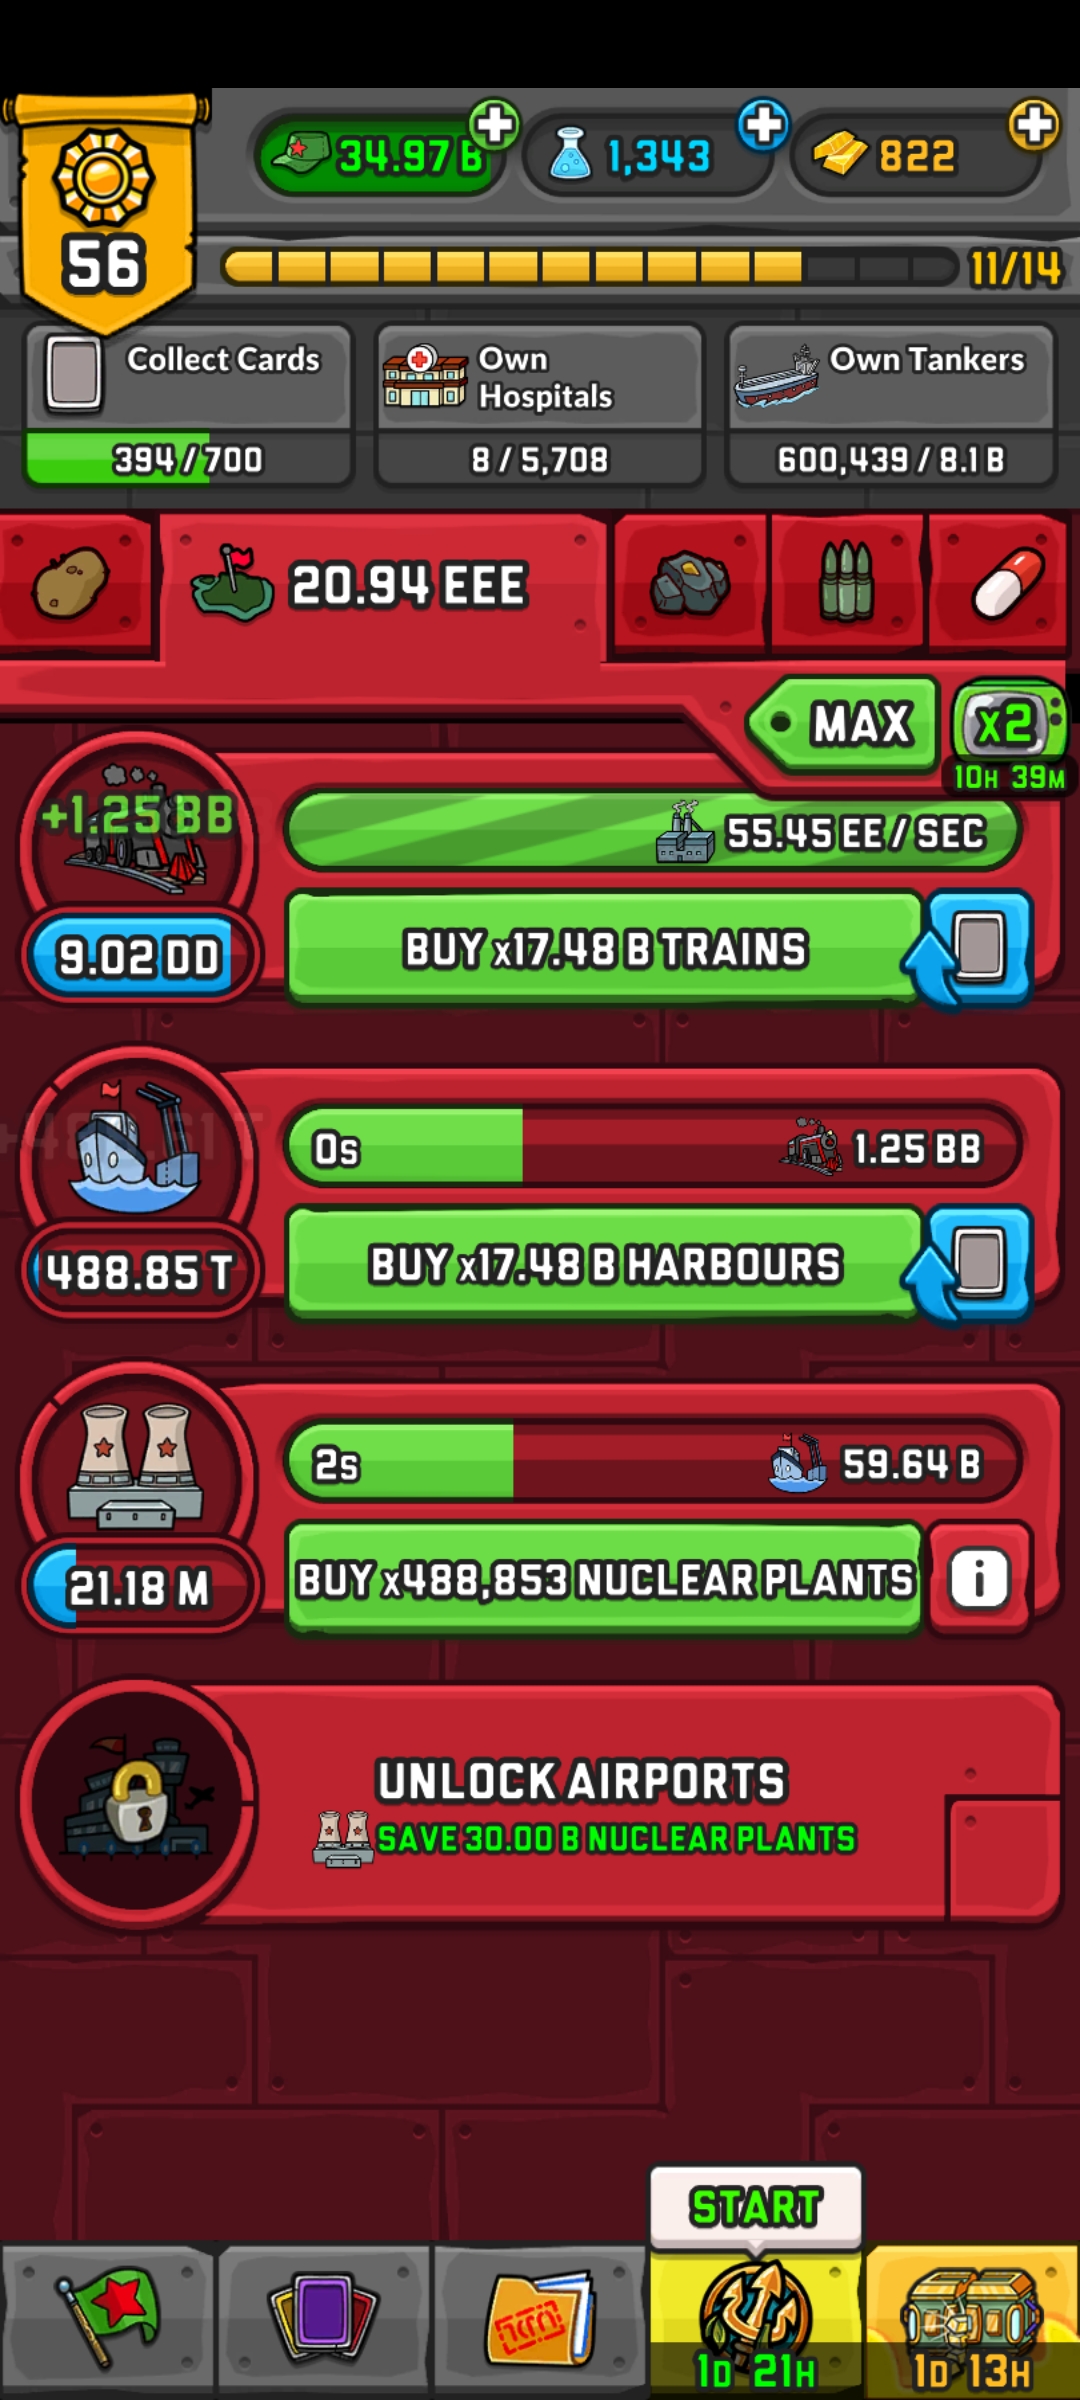 34.97 B
1,343
822
56
11/14
Collect Cards
394 / 700
Own
Hospitals
8 / 5,708
Own Tankers
600,439 / 8.1 B
20.94 EEE
MAX
x2
10H 39M
+1.25 BB
55.45 EE / SEC
9.02 DD
BUY x17.48 B TRAINS
0s
1.25 BB
488.85 T
BUY x17.48 B HARBOURS
2s
59.64 B
21.18 M
BUY x488,853 NUCLEAR PLANTS
i
UNLOCK AIRPORTS
SAVE 30.00 B NUCLEAR PLANTS
START
1D 21H
1D 13H